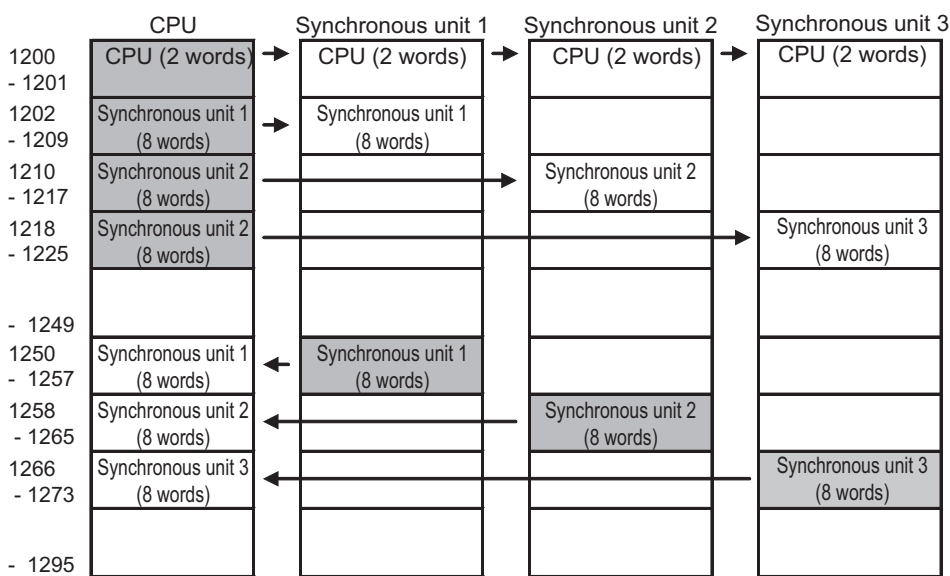 CPU Synchronous unit 1 Synchronous unit 2 Synchronous unit 3
1200 CPU (2 words) CPU (2 words) CPU (2 words) CPU (2 words)
- 1201
1202 Synchronous unit 1 Synchronous unit 1
- 1209 (8 words) (8 words)
1210 Synchronous unit 2 Synchronous unit 2
- 1217 (8 words) (8 words)
1218 Synchronous unit 2 Synchronous unit 3
- 1225 (8 words) (8 words)
- 1249
1250 Synchronous unit 1 Synchronous unit 1
- 1257 (8 words) (8 words)
1258 Synchronous unit 2 Synchronous unit 2
- 1265 (8 words) (8 words)
1266 Synchronous unit 3 Synchronous unit 3
- 1273 (8 words) (8 words)
- 1295